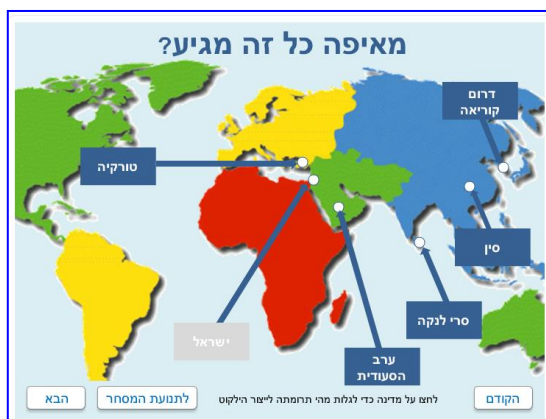 מאיפה כל זה מגיע?
דרום
קוריאה
טורקיה
סין
סרי לנקה
ישראל
ערב
הסעודית
הקודם
לחצו על מדינה כדי לגלות מהי תרומתה לייצור הילקוט
לתנועת המסחר
הבא